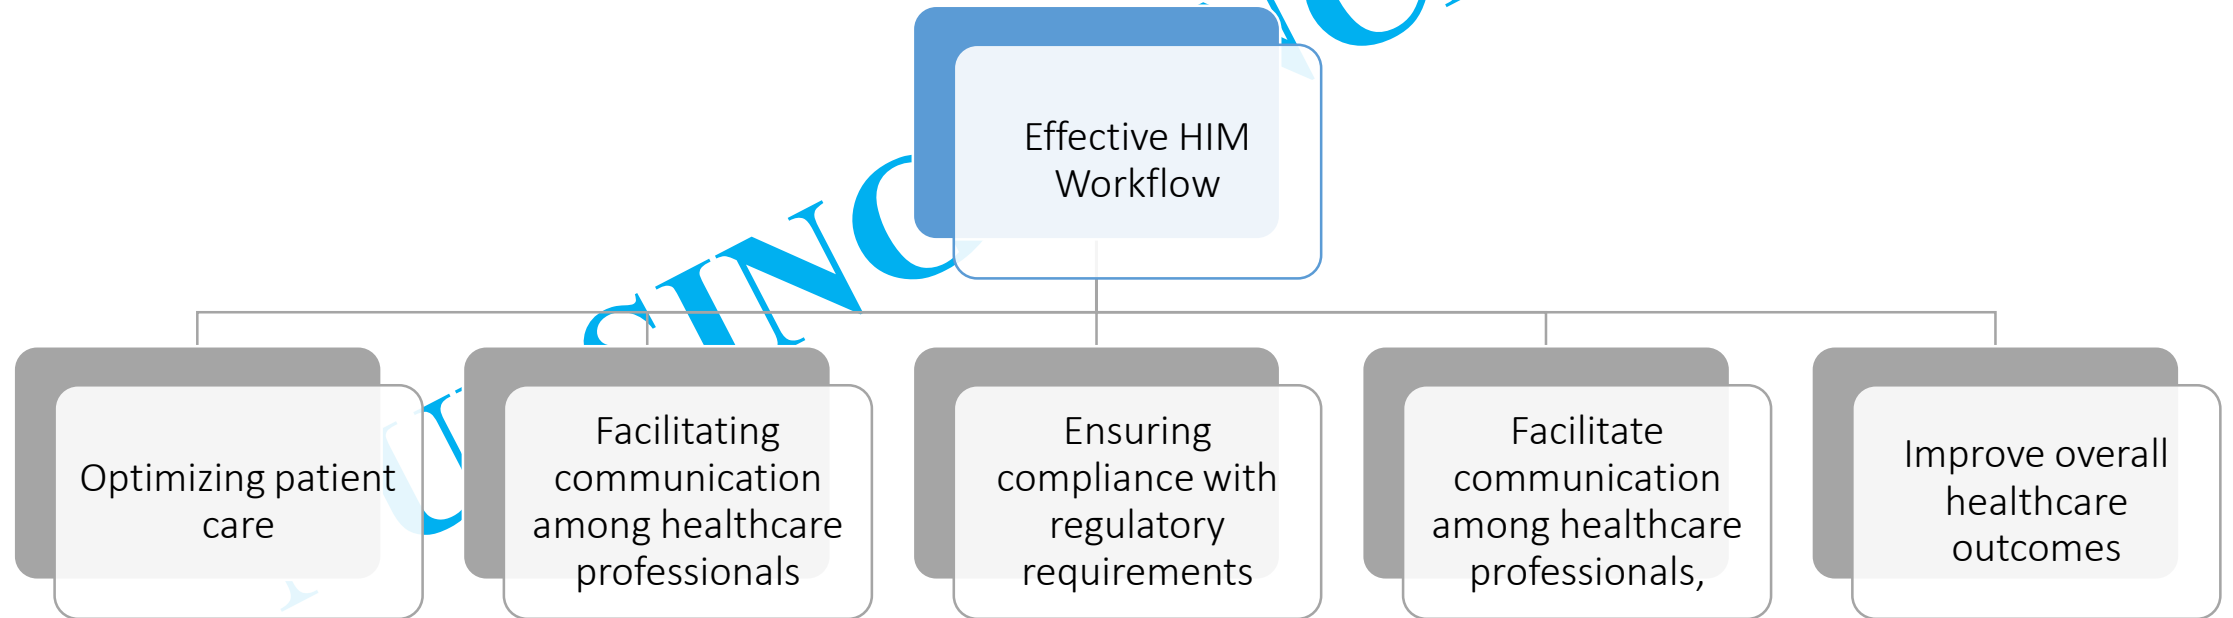 Effective HIM
Workflow
Optimizing patient
care
Facilitating
communication
among healthcare
professionals
Ensuring
compliance with
regulatory
requirements
Facilitate
communication
among healthcare
professionals,
Improve overall
healthcare
outcomes